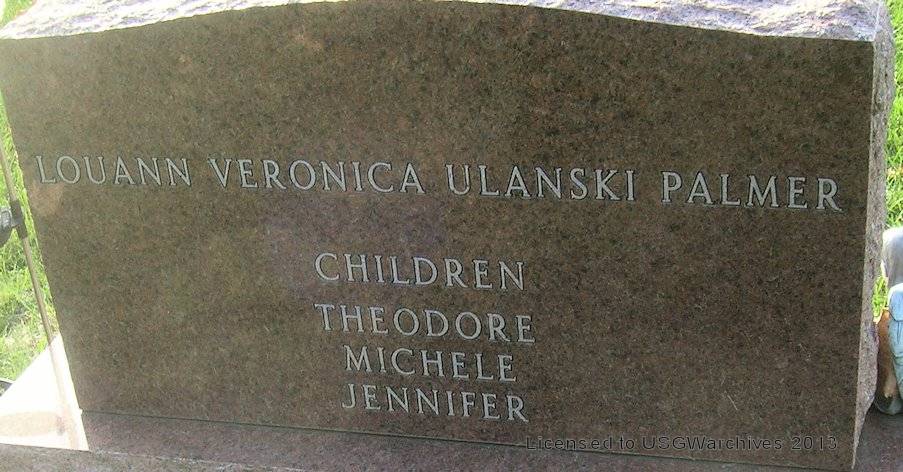 LOUANN VERONICA ULANSKI PALMER
CHILDREN
THEODORE
MICHELE
JENNIFER
Licensed to USGWarchives 2013